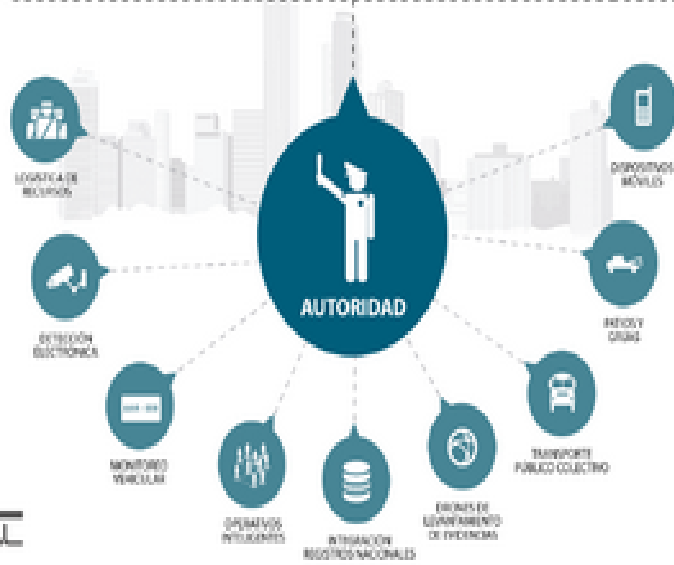 AUTORIDAD
LOGÍSTICA DE
RECURSOS
DISPOSITIVOS
MÓVILES
DETECCIÓN
ELECTRÓNICA
PATIOS Y
GRÚAS
MONITOREO
VEHICULAR
TRANSPORTE
PÚBLICO COLECTIVO
OPERATIVOS
INTELIGENTES
INTEGRACIÓN
REGISTROS NACIONALES
DRONES DE
LEVANTAMIENTO
DE EVIDENCIAS